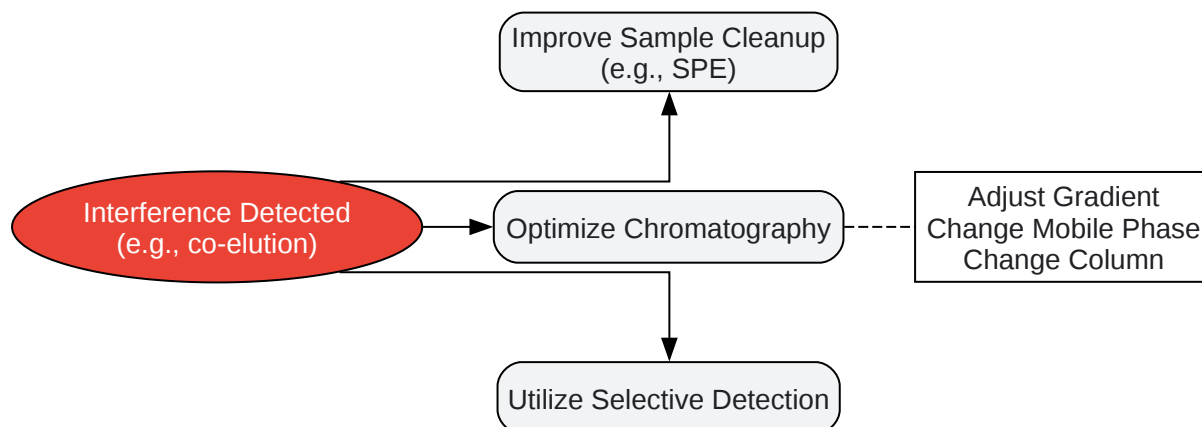 Improve Sample Cleanup
(e.g., SPE)
Interference Detected
(e.g., co-elution)
Optimize Chromatography
Adjust Gradient
Change Mobile Phase
Change Column
Utilize Selective Detection